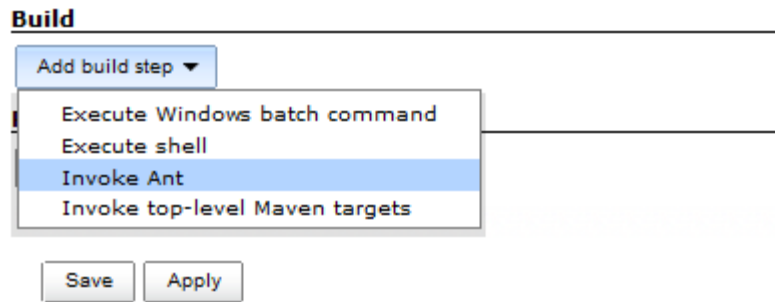 Build
Add build step
Execute Windows batch command
Execute shell
Invoke Ant
Invoke top-level Maven targets
Save
Apply